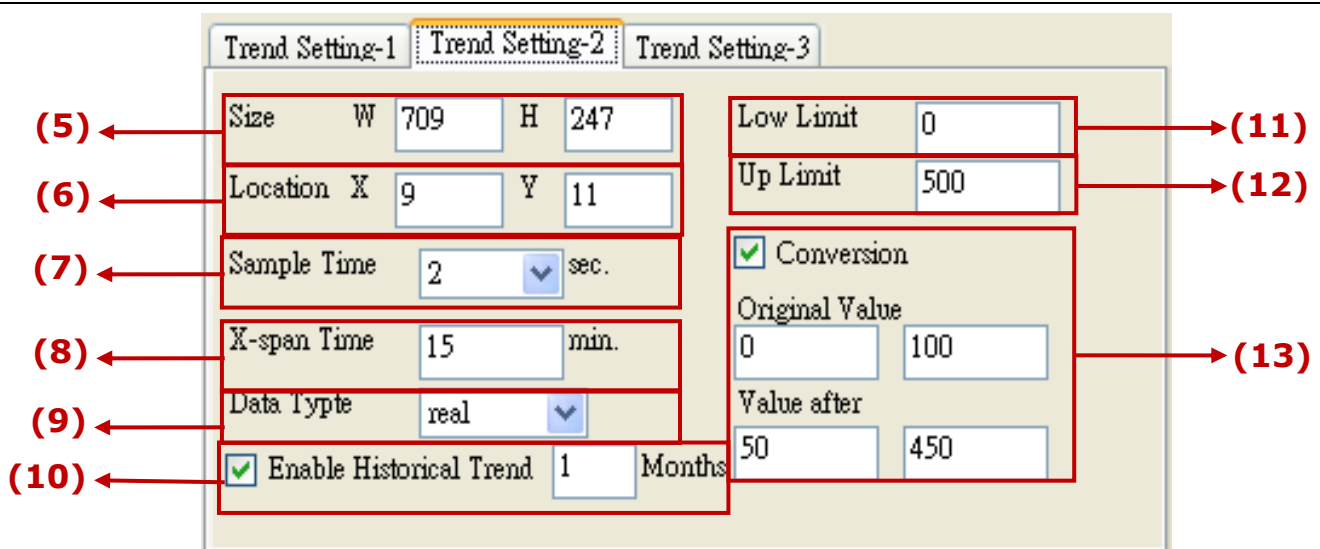 Trend Setting-1 Trend Setting-2 Trend Setting-3
(5) Size W 709 H 247
Low Limit 0 (11)
(6) Location X 9 Y 11
Up Limit 500 (12)
(7) Sample Time 2 sec.
(8) X-span Time 15 min.
(9) Data Typte real
(10) Enable Historical Trend 1 Months
Conversion
Original Value
0 100
(13)
Value after
50 450